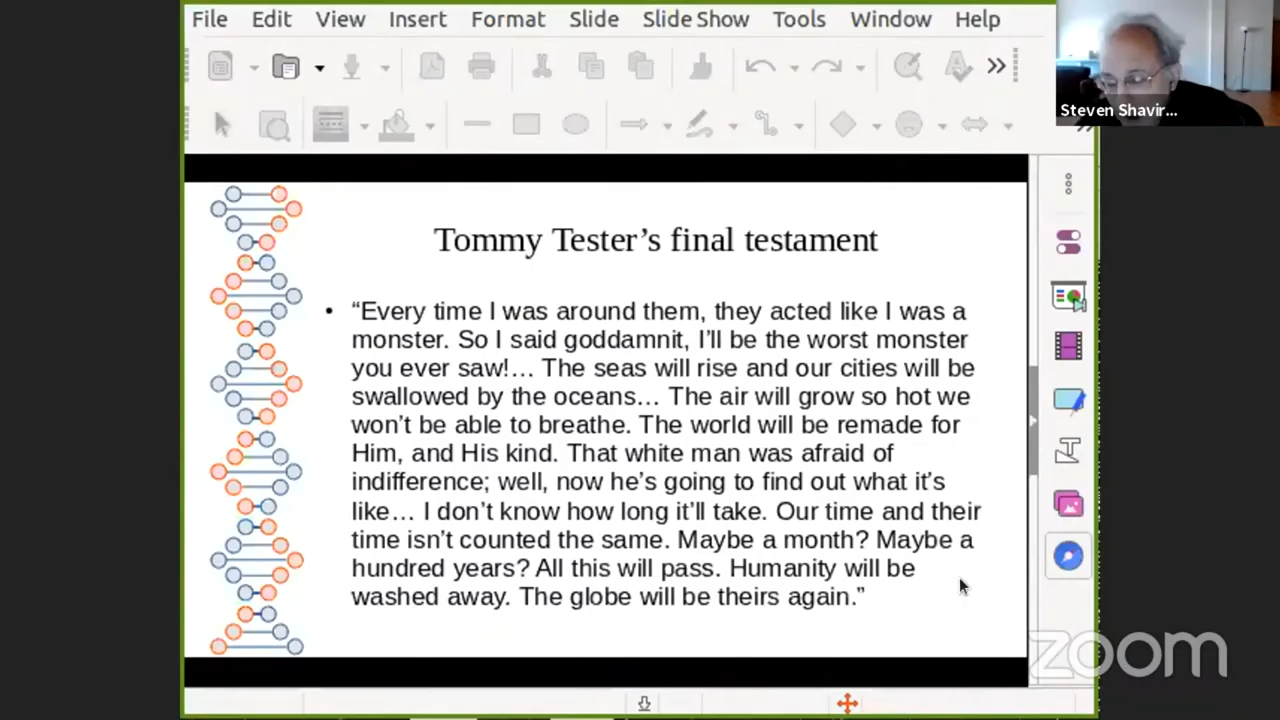 File Edit View Insert Format Slide Slide Show Tools Window Help
Steven Shavir...
Tommy Tester’s final testament
• “Every time I was around them, they acted like I was a
monster. So I said goddamnit, I’ll be the worst monster
you ever saw!… The seas will rise and our cities will be
swallowed by the oceans… The air will grow so hot we
won’t be able to breathe. The world will be remade for
Him, and His kind. That white man was afraid of
indifference; well, now he’s going to find out what it’s
like… I don’t know how long it’ll take. Our time and their
time isn’t counted the same. Maybe a month? Maybe a
hundred years? All this will pass. Humanity will be
washed away. The globe will be theirs again.”
zoom